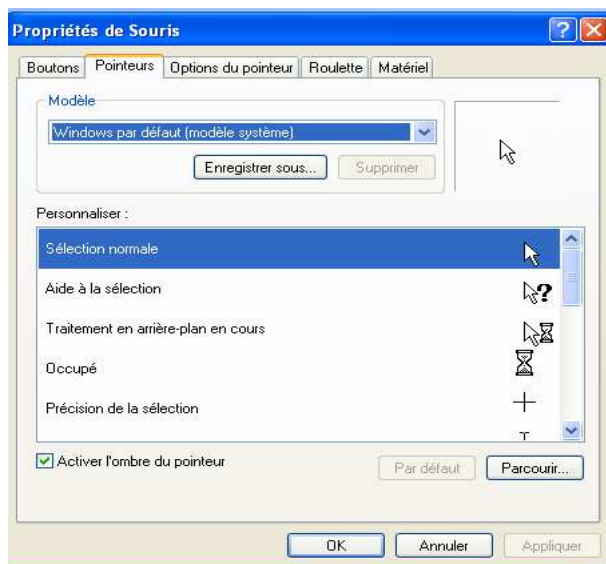 Propriétés de Souris
Boutons Pointeurs Options du pointeur Roulette Matériel
Modèle
Windows par défaut (modèle système)
Enregistrer sous... Supprimer
Personnaliser :
Sélection normale
Aide à la sélection
Traitement en arrière-plan en cours
Occupé
Précision de la sélection
Activer l'ombre du pointeur
Par défaut Parcourir...
OK Annuler Appliquer